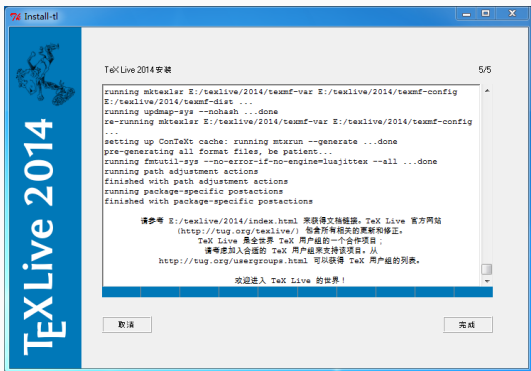 Install-tl
TeX Live 2014
TeX Live 2014 安装
5/5
running mktexlsr E:/texlive/2014/texmf-var E:/texlive/2014/texmf-config
E:/texlive/2014/texmf-dist ...
running updmap-sys --nohash ...done
re-running mktexlsr E:/texlive/2014/texmf-var E:/texlive/2014/texmf-config
...
setting up ConTeXt cache: running mtxrun --generate ...done
pre-generating all format files, be patient...
running fmtutil-sys --no-error-if-no-engine=luajittex --all ...done
running path adjustment actions
finished with path adjustment actions
running package-specific postactions
finished with package-specific postactions
请参考 E:/texlive/2014/index.html 来获得文档链接。TeX Live 官方网站
(http://tug.org/texlive/) 包含所有相关的更新和修正。
TeX Live 是全世界 TeX 用户组的一个合作项目；
请考虑加入合适的 TeX 用户组来支持该项目。从
http://tug.org/usergroups.html 可以获得 TeX 用户组的列表。
欢迎进入 TeX Live 的世界！
取消
完成